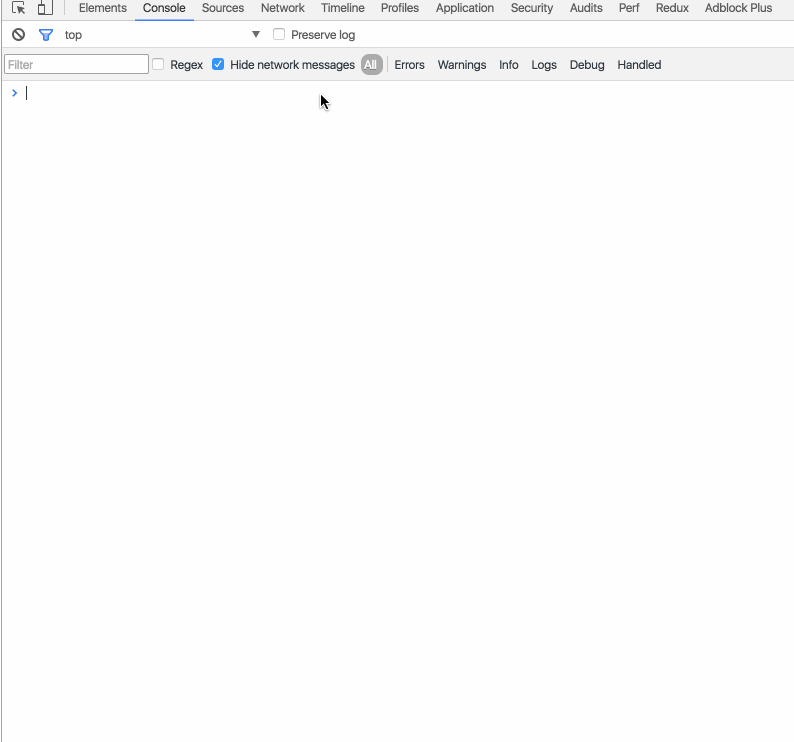 Elements Console Sources Network Timeline Profiles Application Security Audits Perf Redux Adblock Plus
top Preserve log
Filter Regex Hide network messages All Errors Warnings Info Logs Debug Handled